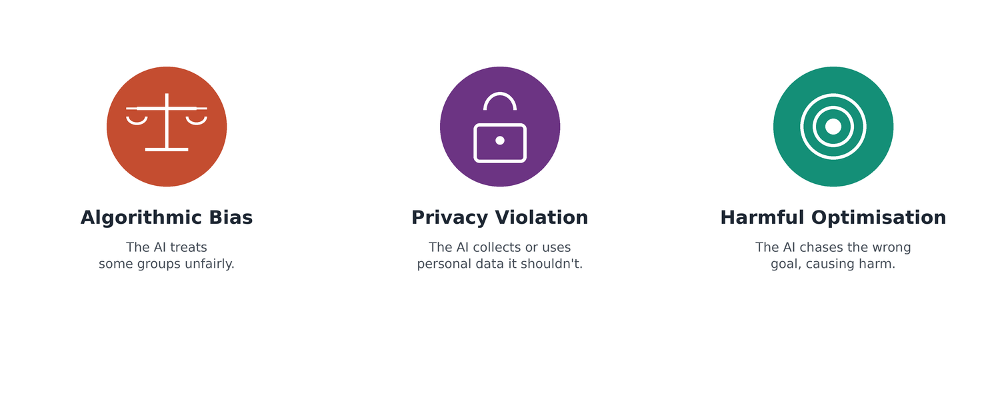 Algorithmic Bias
The AI treats
some groups unfairly.
Privacy Violation
The AI collects or uses
personal data it shouldn't.
Harmful Optimisation
The AI chases the wrong
goal, causing harm.